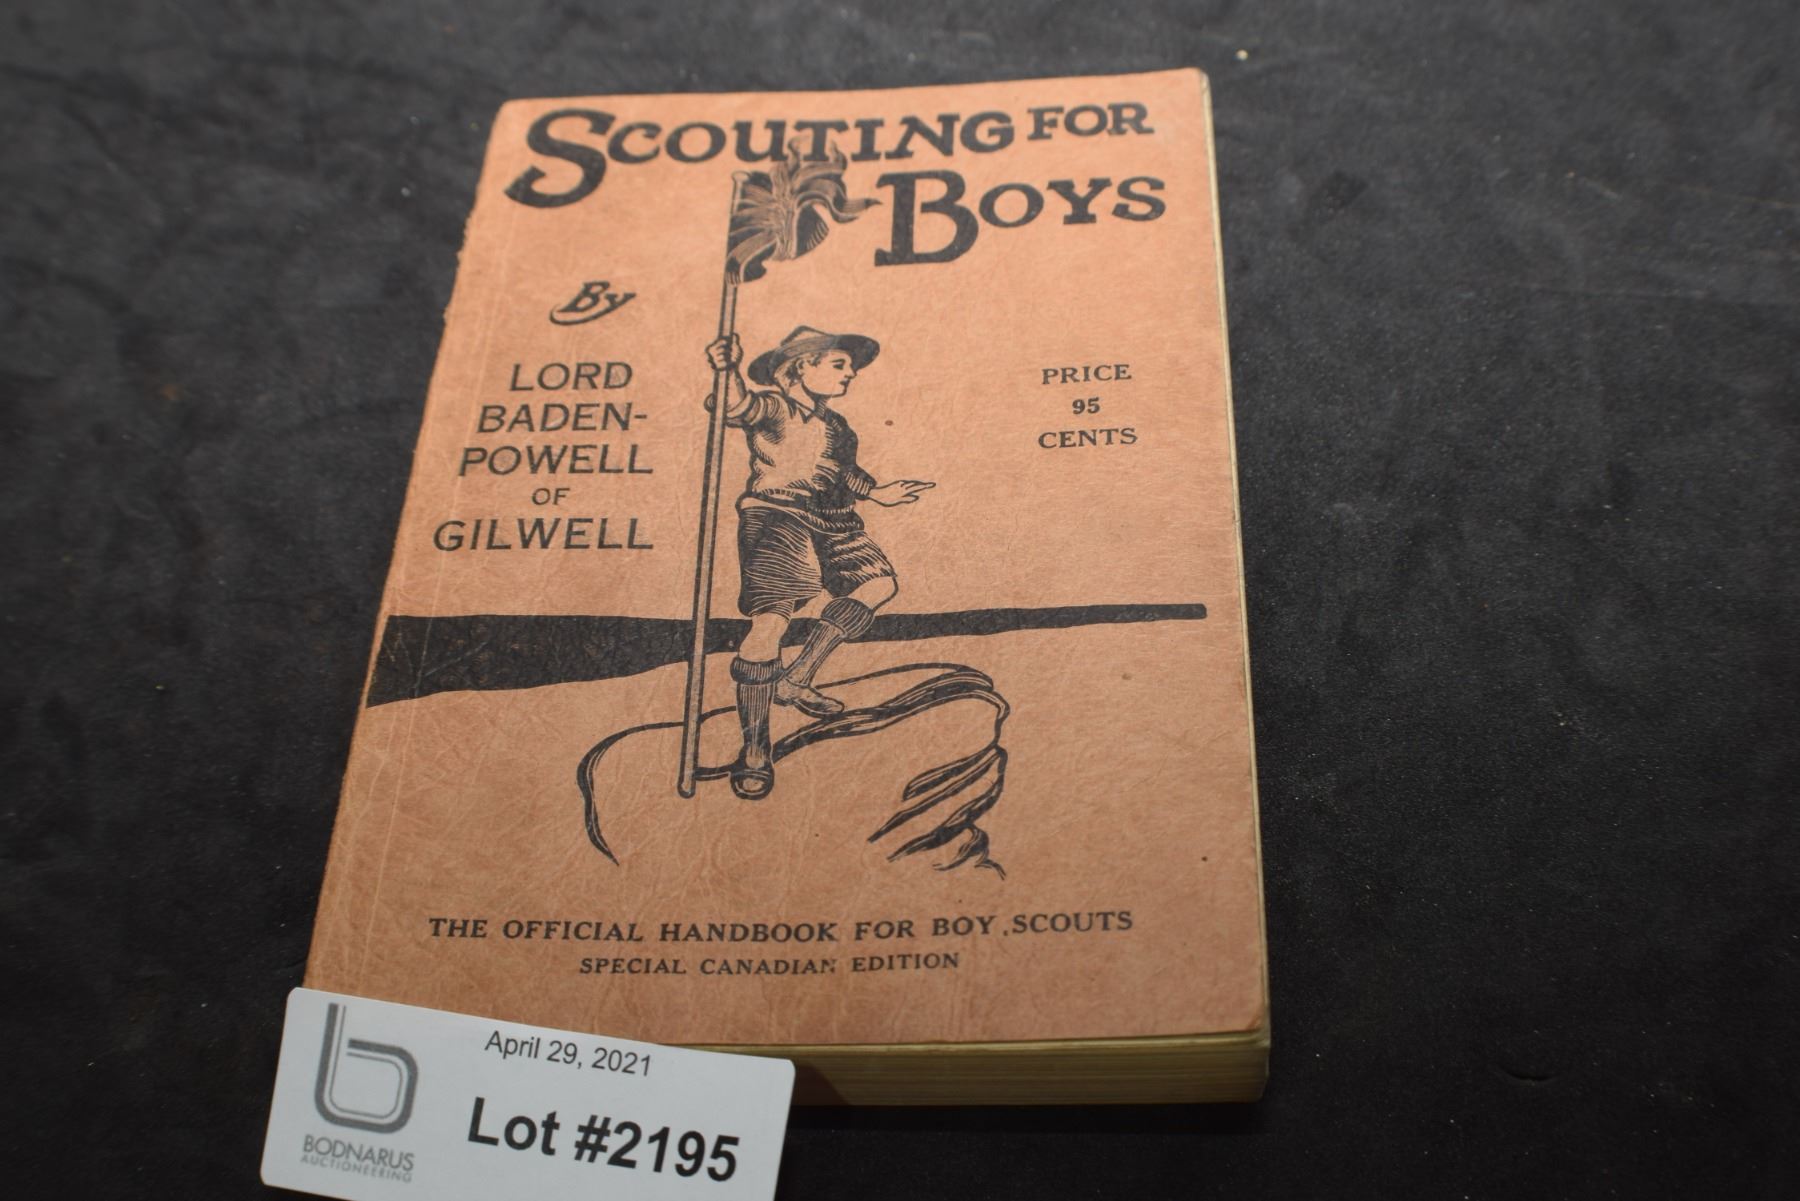 SCOUTING FOR
BOYS
By
LORD
BADEN-
POWELL
OF
GILWELL
PRICE
95
CENTS
THE OFFICIAL HANDBOOK FOR BOY SCOUTS
SPECIAL CANADIAN EDITION
April 29, 2021
Lot #2195
BODNARUS
AUCTIONEERING